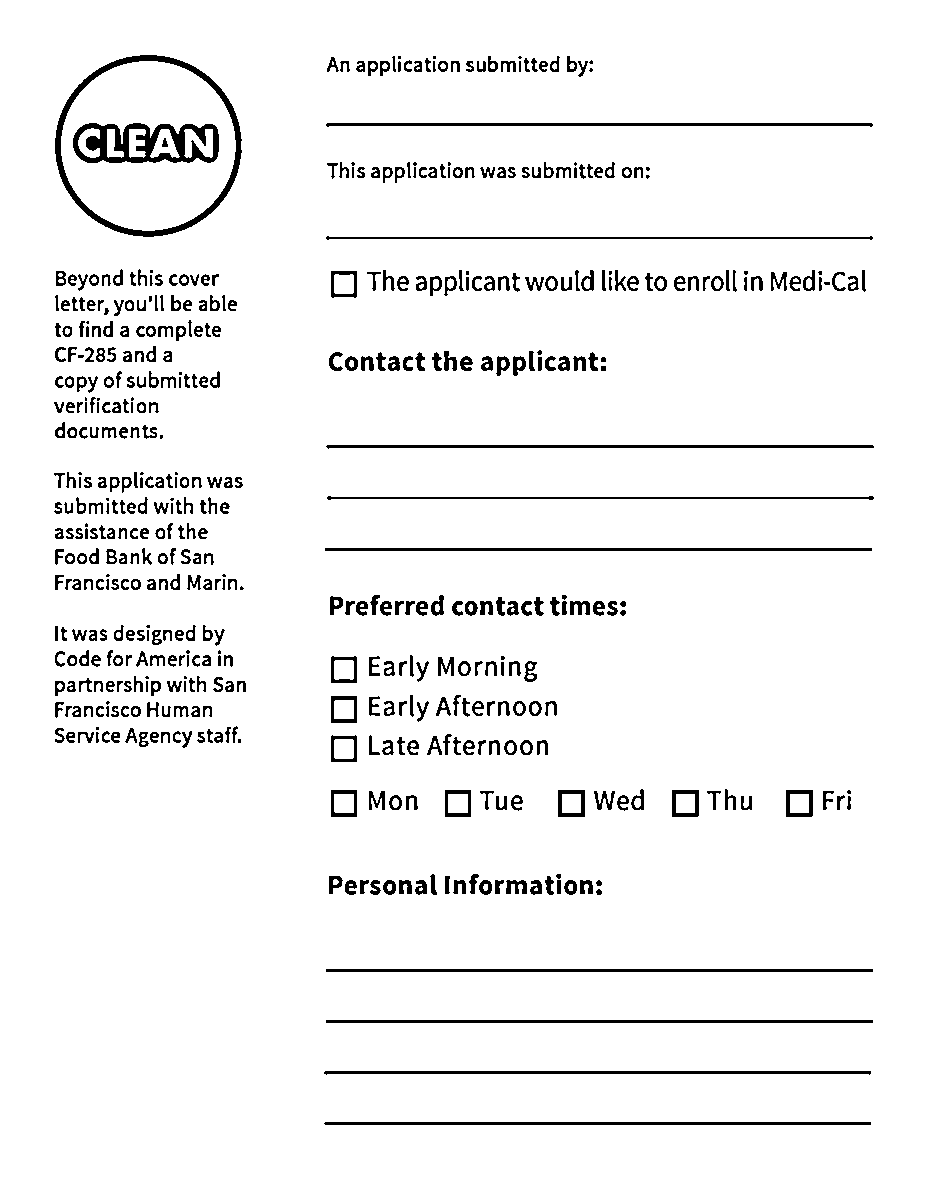 CLEAN
Beyond this cover
letter, you'll be able
to find a complete
CF-285 and a
copy of submitted
verification
documents.
This application was
submitted with the
assistance of the
Food Bank of San
Francisco and Marin.
It was designed by
Code for America in
partnership with San
Francisco Human
Service Agency staff.
An application submitted by:
This application was submitted on:
The applicant would like to enroll in Medi-Cal
Contact the applicant:
Preferred contact times:
Early Morning
Early Afternoon
Late Afternoon
Mon Tue Wed Thu Fri
Personal Information: